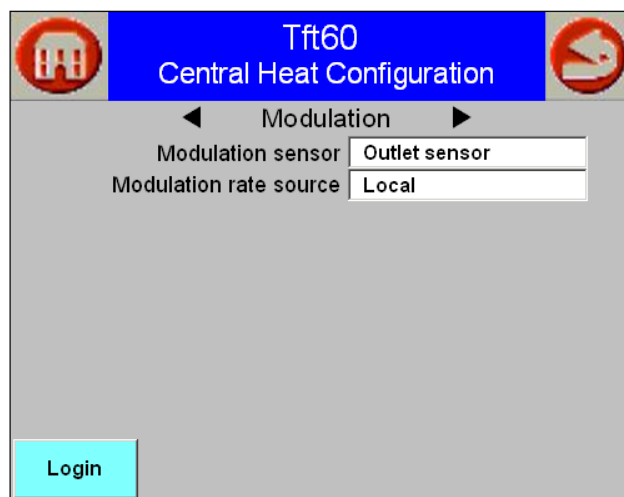 Tft60
Central Heat Configuration
Modulation
Modulation sensor Outlet sensor
Modulation rate source Local
Login